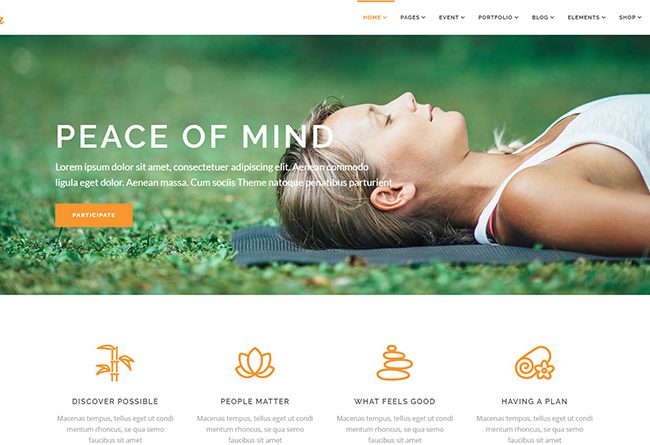 HOME PAGES EVENT PORTFOLIO BLOG ELEMENTS SHOP
PEACE OF MIND
Lorem ipsum dolor sit amet, consectetuer adipiscing elit. Aenean commodo
ligula eget dolor. Aenean massa. Cum sociis Theme natoque penatibus parturient
PARTICIPATE
DISCOVER POSSIBLE
Macenas tempus, tellus eget ut condi
mentum rhoncus, se qua semo
faucibus sit amet
PEOPLE MATTER
Macenas tempus, tellus eget ut condi
mentum rhoncus, se qua semo
faucibus sit amet
WHAT FEELS GOOD
Macenas tempus, tellus eget ut condi
mentum rhoncus, se qua semo
faucibus sit amet
HAVING A PLAN
Macenas tempus, tellus eget ut condi
mentum rhoncus, se qua semo
faucibus sit amet